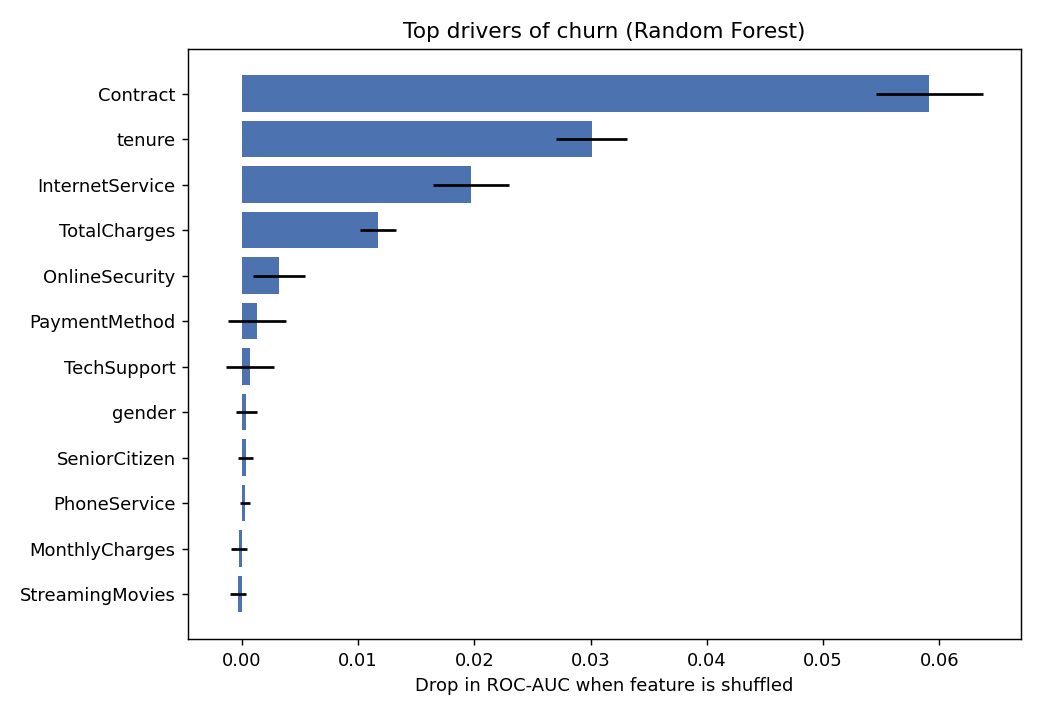 Top drivers of churn (Random Forest)
Contract
tenure
InternetService
TotalCharges
OnlineSecurity
PaymentMethod
TechSupport
gender
SeniorCitizen
PhoneService
MonthlyCharges
StreamingMovies
0.00 0.01 0.02 0.03 0.04 0.05 0.06
Drop in ROC-AUC when feature is shuffled